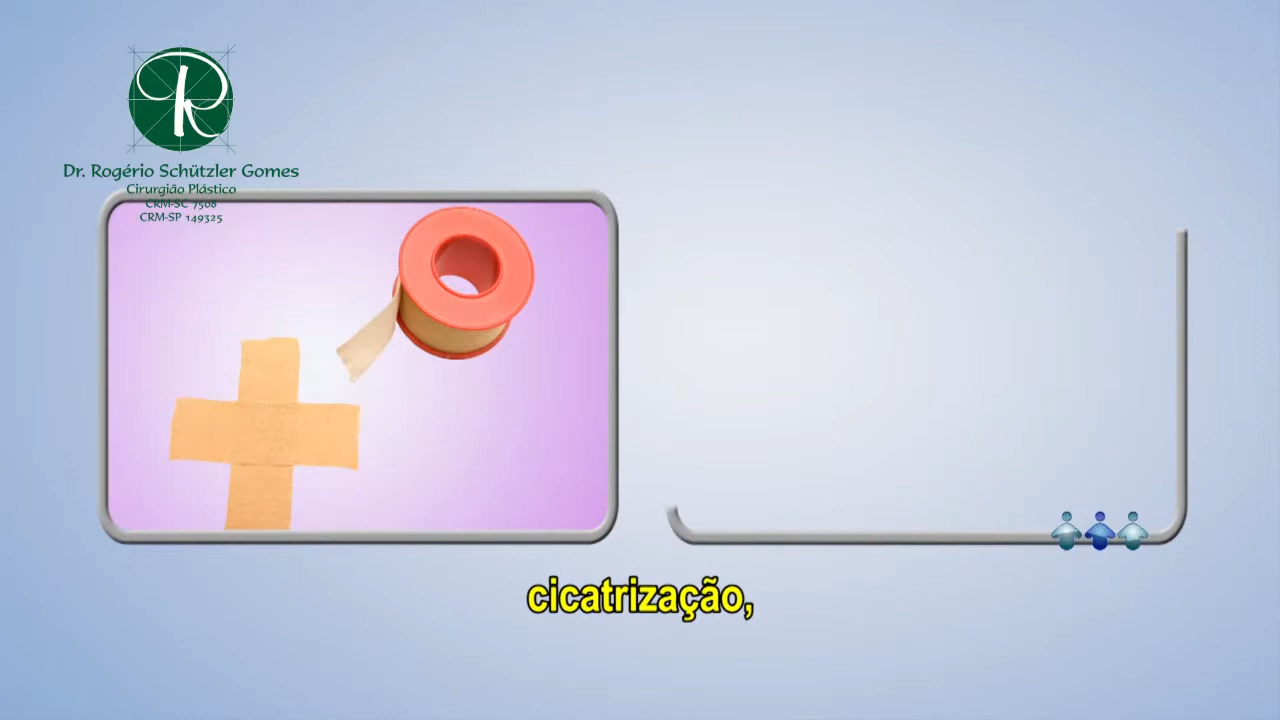 Dr. Rogério Schützler Gomes
Cirurgião Plástico
CRM-SC 7508
CRM-SP 149325
cicatrização,